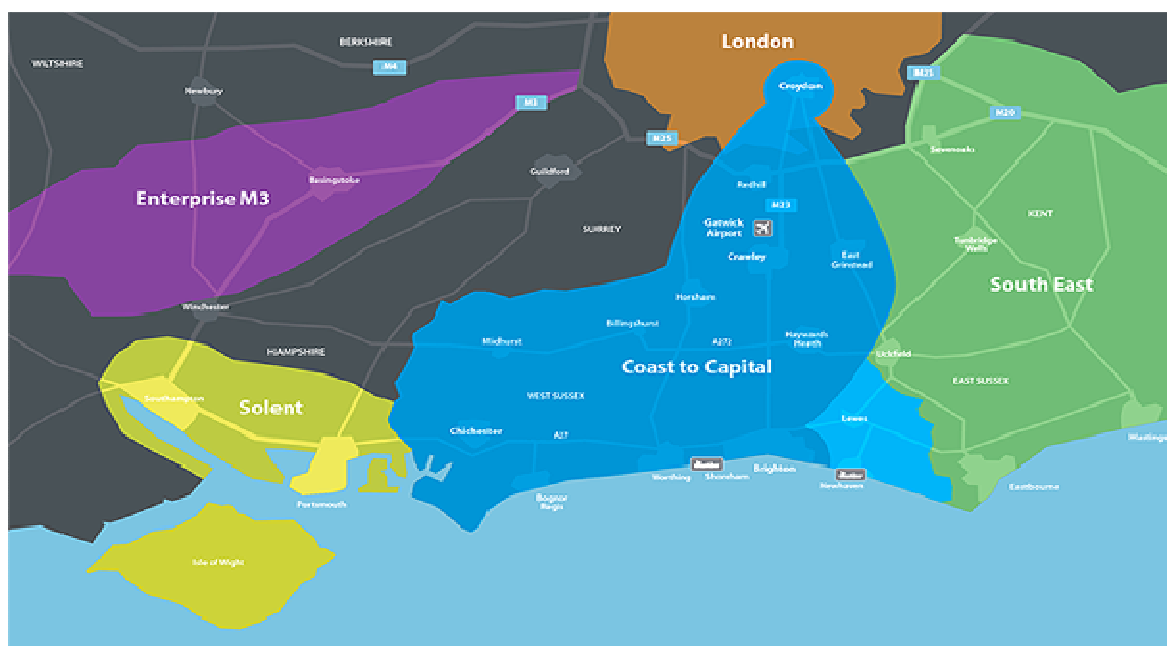 London
BERKSHIRE
WILTSHIRE
M4
M25
Croydon
Newbury
M3
M20
M25
Sevenoaks
Guildford
Basingstoke
Redhill
Enterprise M3
M23
KENT
Gatwick
Airport
SURREY
Tunbridge
Wells
Crawley
East
Grinstead
South East
Horsham
Winchester
Billingshurst
Midhurst
A272
Haywards
Heath
HAMPSHIRE
Uckfield
Coast to Capital
EAST SUSSEX
Southampton
WEST SUSSEX
Solent
Lewes
Chichester
A27
Hastings
Brighton
Worthing
Shoreham
Newhaven
Eastbourne
Portmouth
Bognor
Regis
Isle of Wight